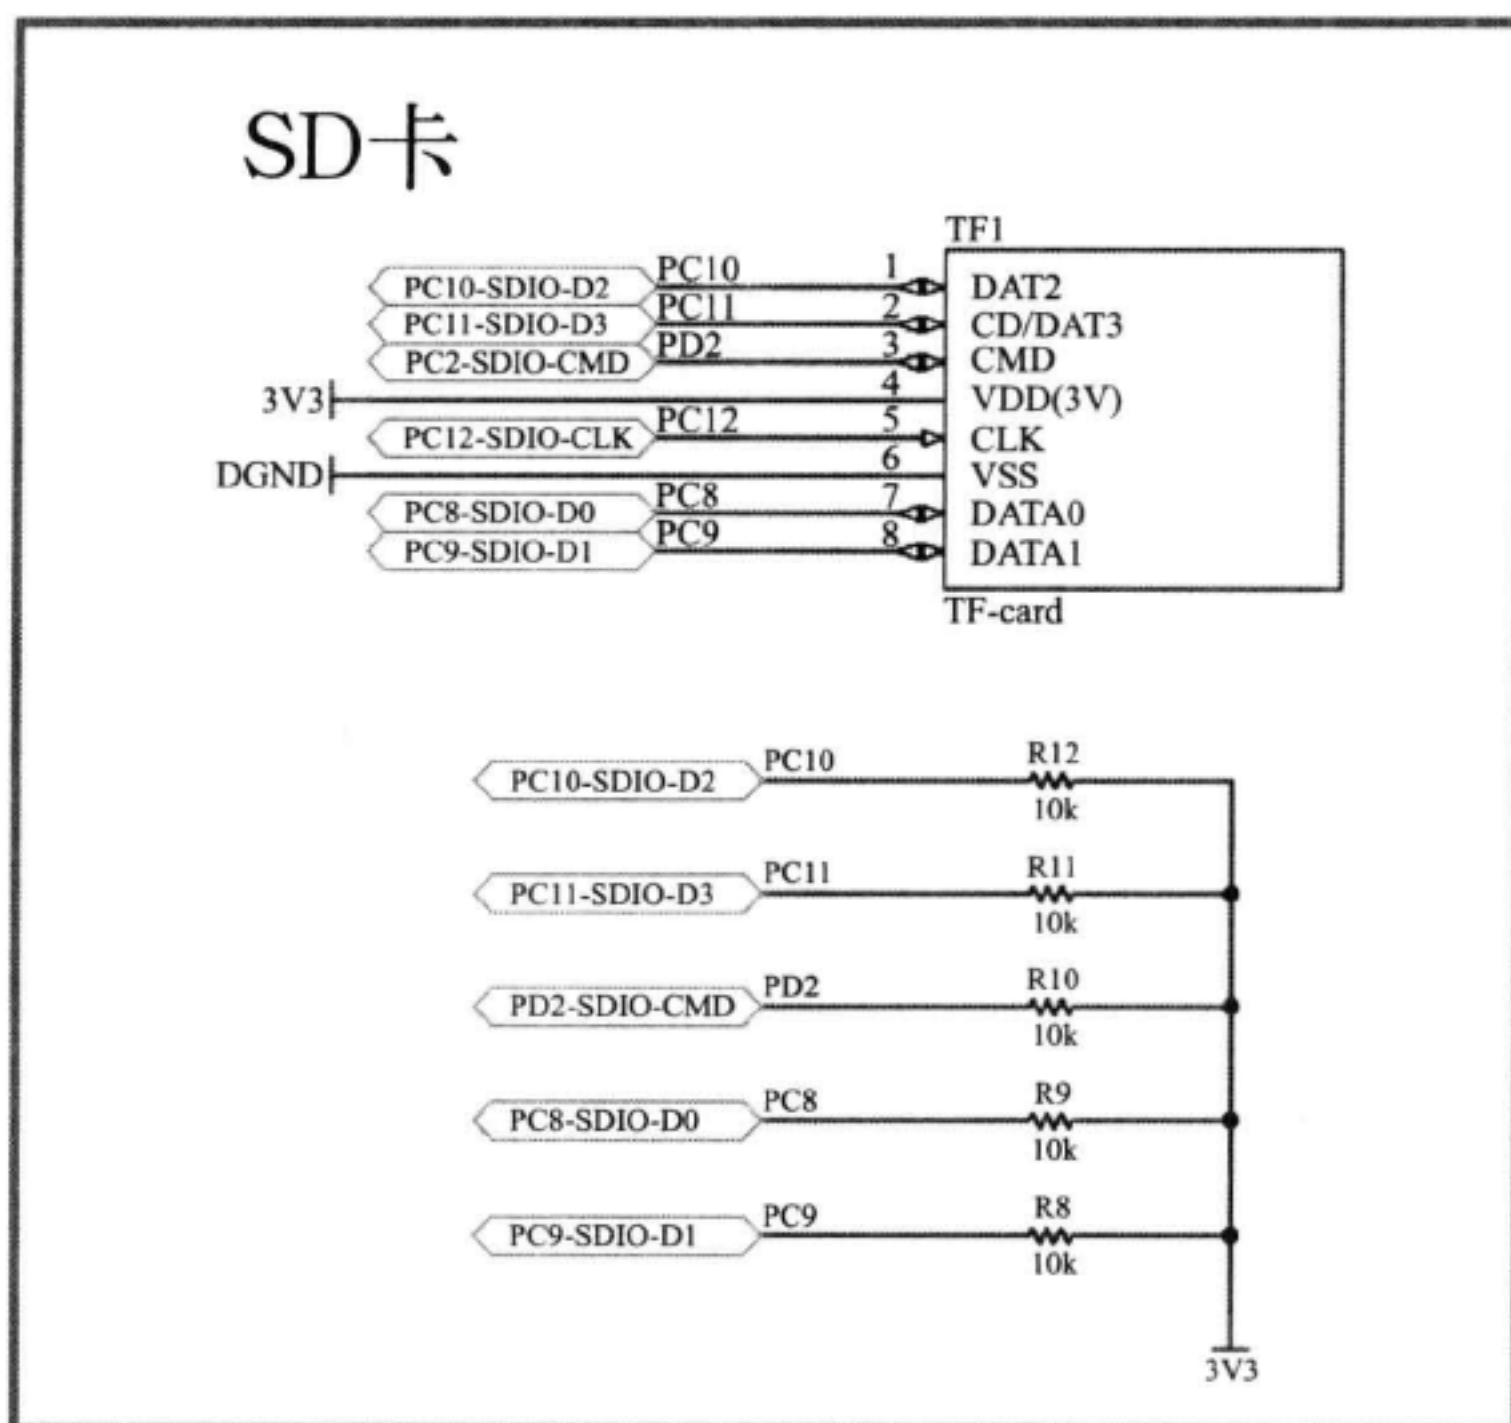 SD卡
TF1
PC10-SDIO-D2 PC10 1 DAT2
PC11-SDIO-D3 PC11 2 CD/DAT3
PC2-SDIO-CMD PD2 3 CMD
3V3 4 VDD(3V)
PC12-SDIO-CLK PC12 5 CLK
DGND 6 VSS
PC8-SDIO-D0 PC8 7 DATA0
PC9-SDIO-D1 PC9 8 DATA1
TF-card
PC10-SDIO-D2 PC10 R12
10k
PC11-SDIO-D3 PC11 R11
10k
PD2-SDIO-CMD PD2 R10
10k
PC8-SDIO-D0 PC8 R9
10k
PC9-SDIO-D1 PC9 R8
10k
3V3